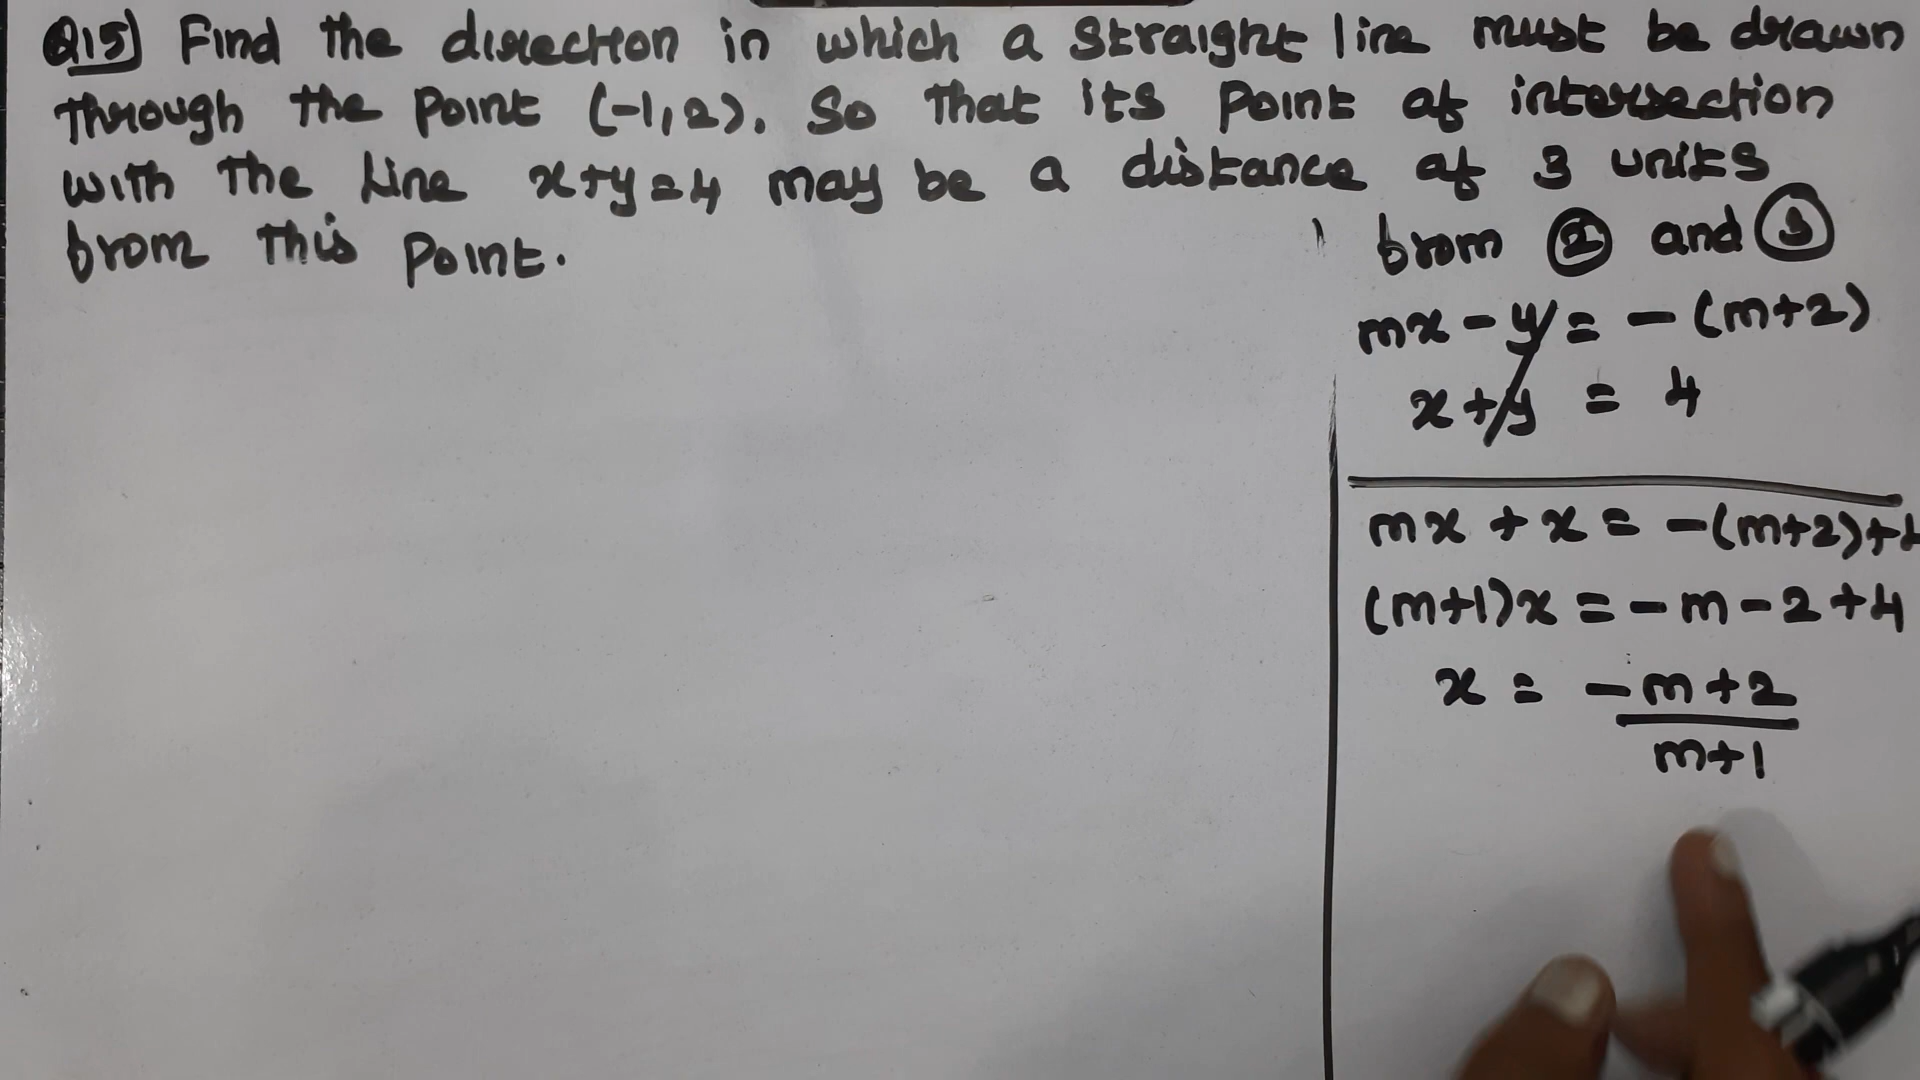 Q15) Find the direction in which a straight line must be drawn
through the point (-1,2). So that its point of intersection
with the line x+y=4 may be a distance of 3 units
from this point.
from ② and ③
mx - y = - (m+2)
x + y = 4
mx + x = -(m+2)+4
(m+1)x = -m-2+4
x = -m+2
m+1